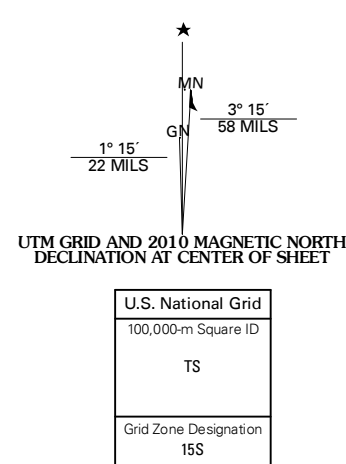 MN
3° 15´
58 MILS
GN
1° 15´
22 MILS
UTM GRID AND 2010 MAGNETIC NORTH
DECLINATION AT CENTER OF SHEET
U.S. National Grid
100,000-m Square ID
TS
Grid Zone Designation
15S